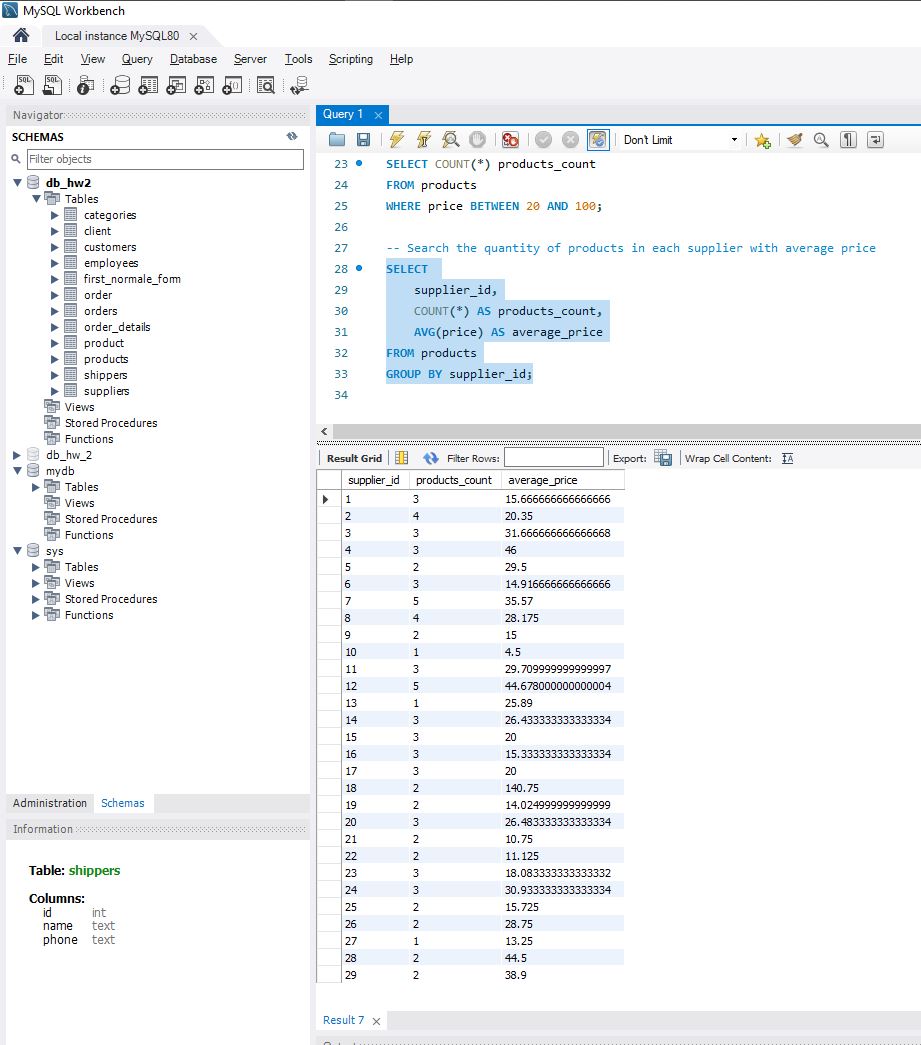 MySQL Workbench
Local instance MySQL80
File Edit View Query Database Server Tools Scripting Help
Navigator
SCHEMAS
Filter objects
db_hw2
Tables
categories
client
customers
employees
first_normale_fom
order
orders
order_details
product
products
shippers
suppliers
Views
Stored Procedures
Functions
db_hw_2
mydb
Tables
Views
Stored Procedures
Functions
sys
Tables
Views
Stored Procedures
Functions
Administration Schemas
Information
Table: shippers
Columns:
id int
name text
phone text
Query 1
Don't Limit
23 SELECT COUNT(*) products_count
24 FROM products
25 WHERE price BETWEEN 20 AND 100;
26
27 -- Search the quantity of products in each supplier with average price
28 SELECT
29 supplier_id,
30 COUNT(*) AS products_count,
31 AVG(price) AS average_price
32 FROM products
33 GROUP BY supplier_id;
34
Result Grid Filter Rows: Export: Wrap Cell Content:
supplier_id products_count average_price
1 3 15.666666666666666
2 4 20.35
3 3 31.666666666666668
4 3 46
5 2 29.5
6 3 14.916666666666666
7 5 35.57
8 4 28.175
9 2 15
10 1 4.5
11 3 29.709999999999997
12 5 44.678000000000004
13 1 25.89
14 3 26.433333333333334
15 3 20
16 3 15.333333333333334
17 3 20
18 2 140.75
19 2 14.024999999999999
20 3 26.483333333333334
21 2 10.75
22 2 11.125
23 3 18.083333333333332
24 3 30.933333333333334
25 2 15.725
26 2 28.75
27 1 13.25
28 2 44.5
29 2 38.9
Result 7